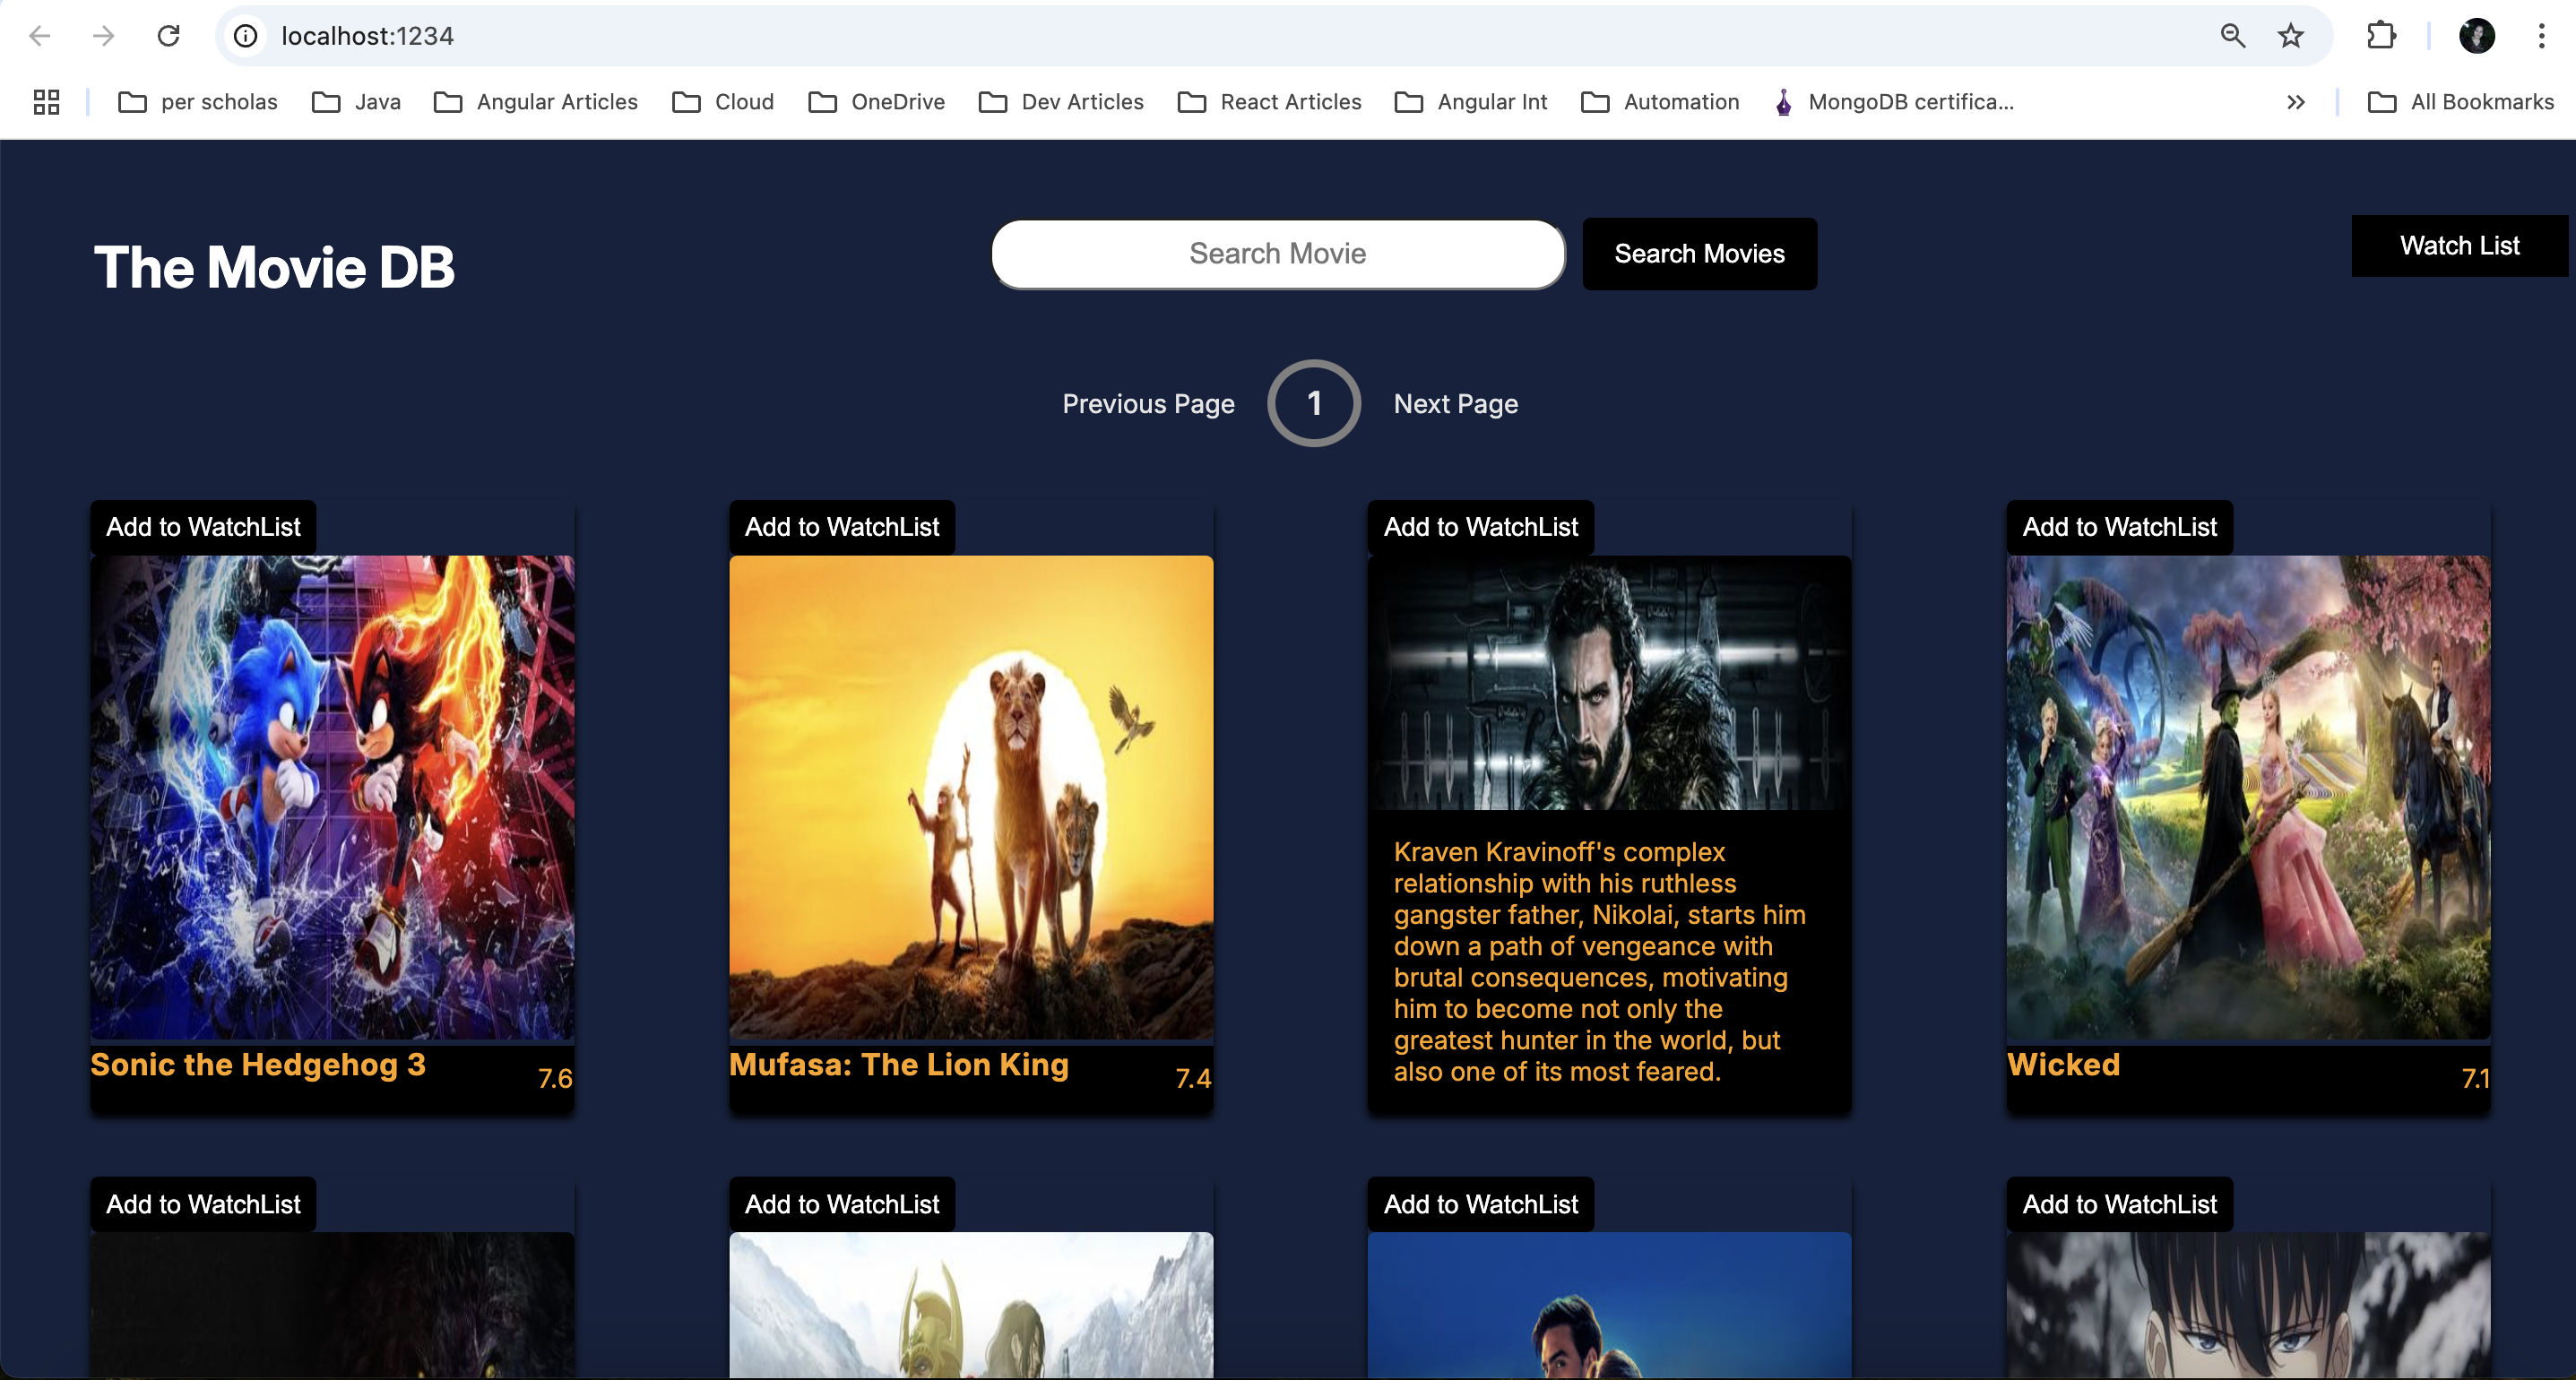 localhost:1234
per scholas
Java
Angular Articles
Cloud
OneDrive
Dev Articles
React Articles
Angular Int
Automation
MongoDB certifica...
All Bookmarks
The Movie DB
Search Movie
Search Movies
Watch List
Previous Page
1
Next Page
Add to WatchList
Add to WatchList
Add to WatchList
Add to WatchList
Sonic the Hedgehog 3
7.6
Mufasa: The Lion King
7.4
Kraven Kravinoff's complex
relationship with his ruthless
gangster father, Nikolai, starts him
down a path of vengeance with
brutal consequences, motivating
him to become not only the
greatest hunter in the world, but
also one of its most feared.
Wicked
7.1
Add to WatchList
Add to WatchList
Add to WatchList
Add to WatchList